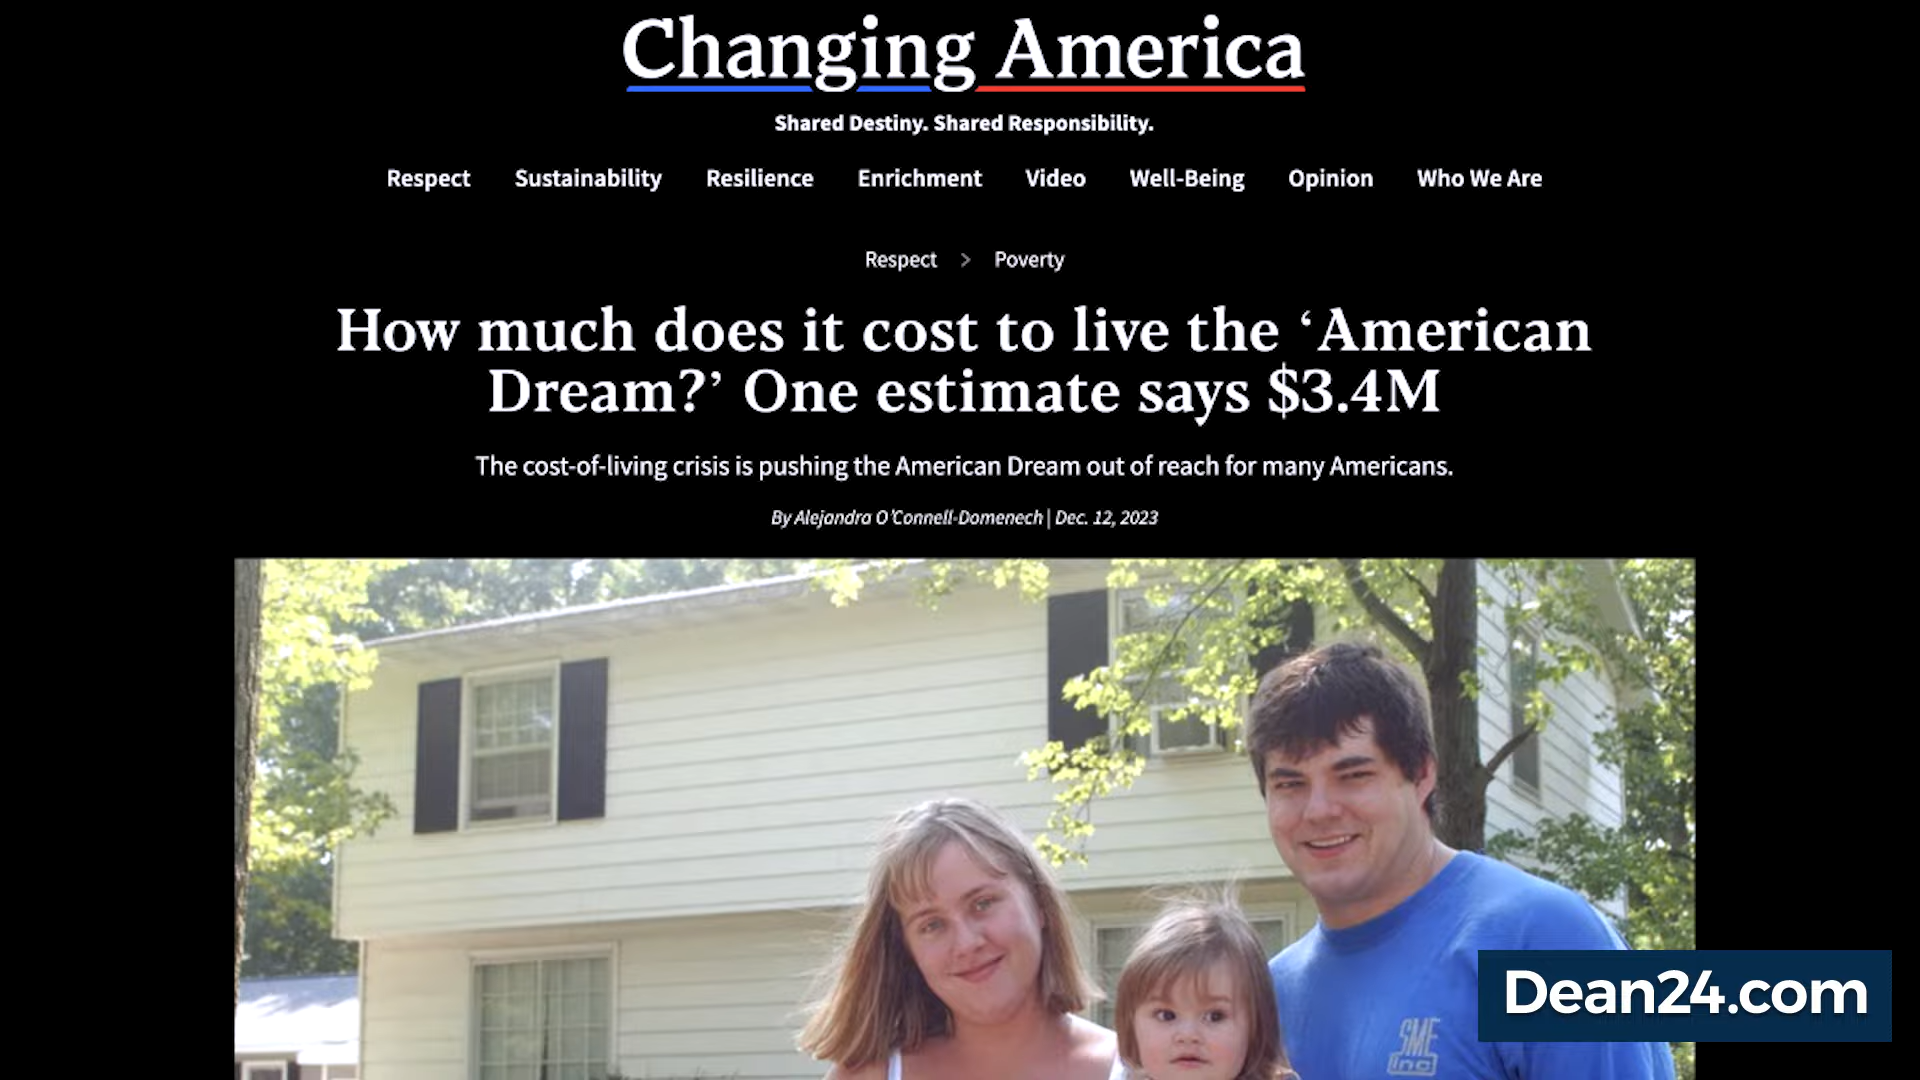 Changing America
Shared Destiny. Shared Responsibility.
Respect Sustainability Resilience Enrichment Video Well-Being Opinion Who We Are
Respect > Poverty
How much does it cost to live the ‘American
Dream?’ One estimate says $3.4M
The cost-of-living crisis is pushing the American Dream out of reach for many Americans.
By Alejandra O’Connell-Domenech | Dec. 12, 2023
SME
inc
Dean24.com